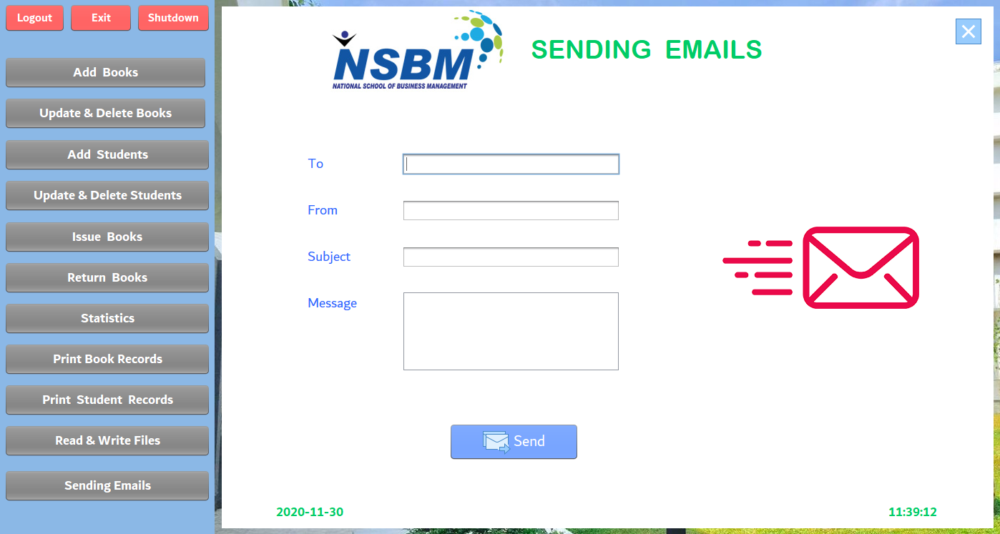 Logout Exit Shutdown
Add Books
Update & Delete Books
Add Students
Update & Delete Students
Issue Books
Return Books
Statistics
Print Book Records
Print Student Records
Read & Write Files
Sending Emails
NSBM
NATIONAL SCHOOL OF BUSINESS MANAGEMENT
SENDING EMAILS
To
From
Subject
Message
Send
2020-11-30 11:39:12